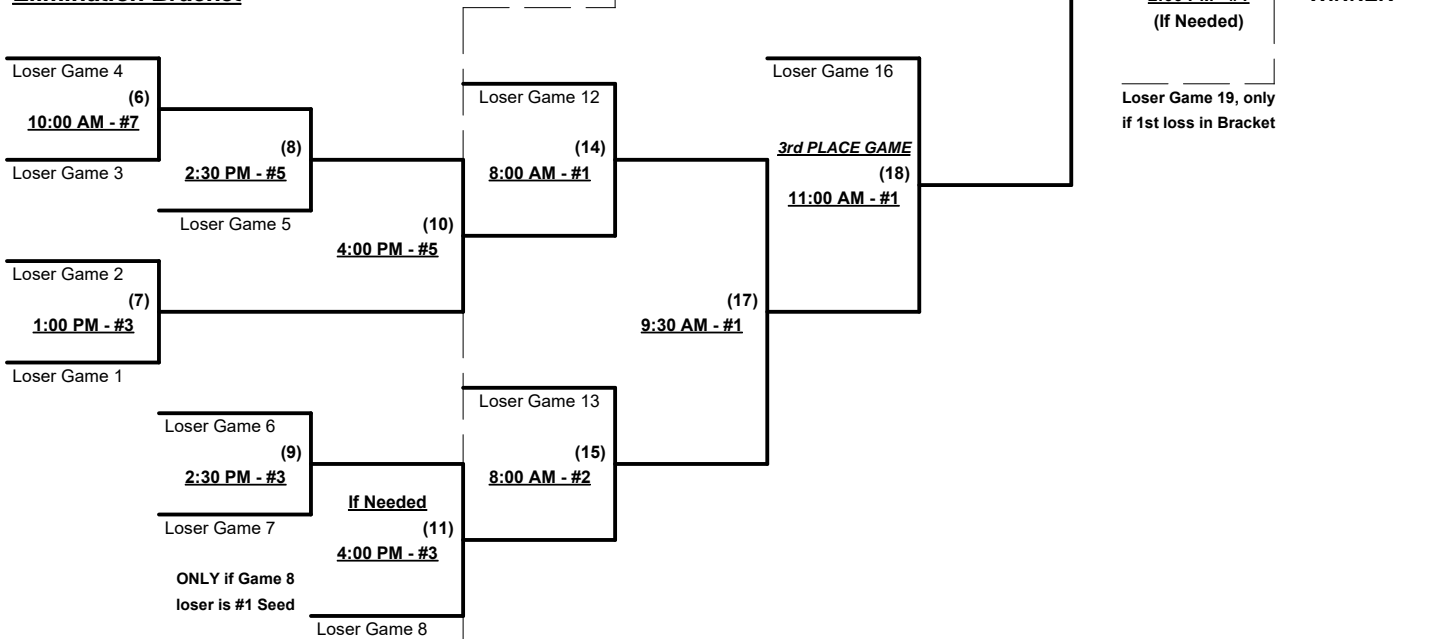 Elimination Bracket
WINNER
(If Needed)
Loser Game 4
Loser Game 16
(6)
Loser Game 12
Loser Game 19, only
10:00 AM - #7
if 1st loss in Bracket
(8)
(14)
3rd PLACE GAME
Loser Game 3
2:30 PM - #5
8:00 AM - #1
(18)
11:00 AM - #1
Loser Game 5
(10)
4:00 PM - #5
Loser Game 2
(7)
(17)
1:00 PM - #3
9:30 AM - #1
Loser Game 1
Loser Game 13
Loser Game 6
(9)
(15)
2:30 PM - #3
8:00 AM - #2
If Needed
Loser Game 7
(11)
4:00 PM - #3
ONLY if Game 8
loser is #1 Seed
Loser Game 8